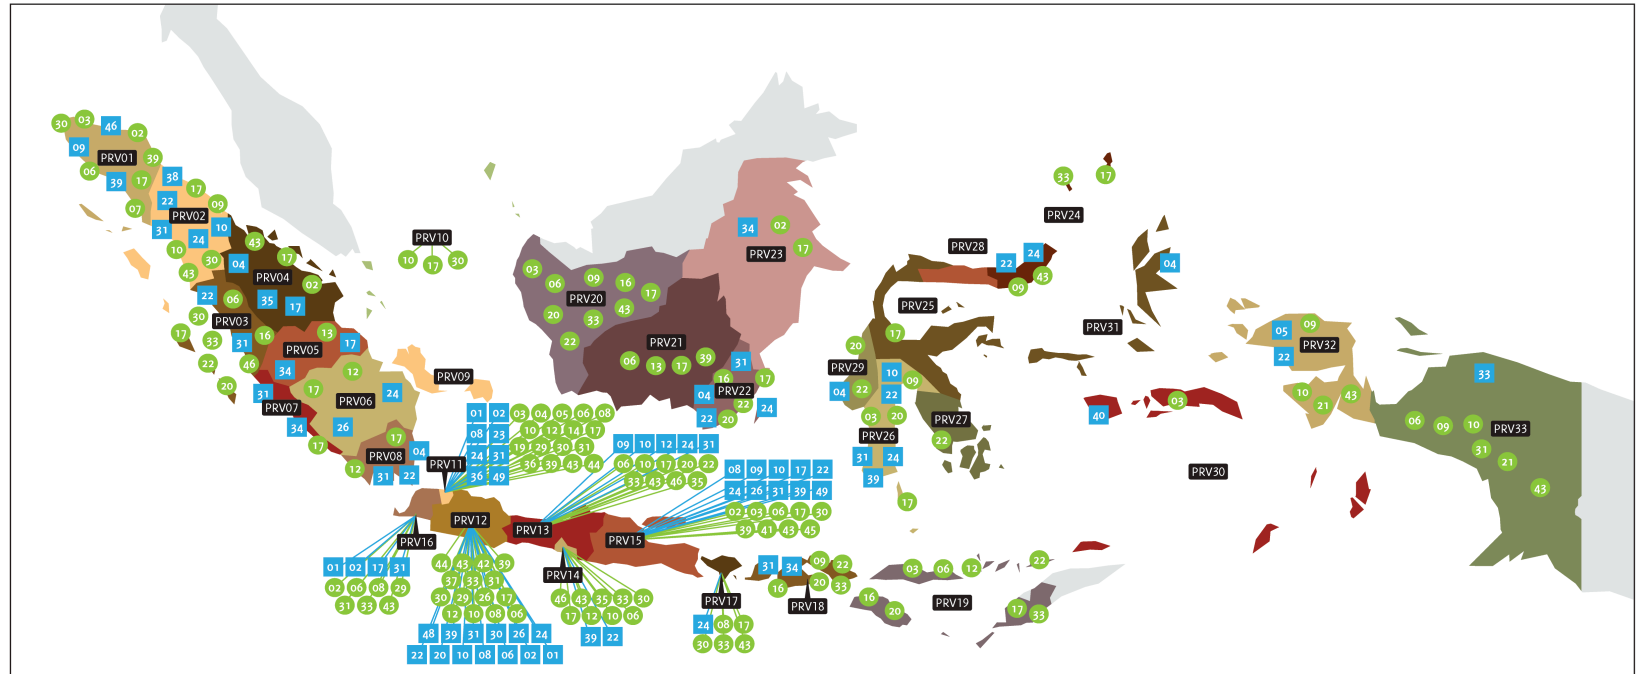 30 03 46 02
09 PRV01 39
06 39 17 38 17
07 22 09
PRV02
31 24 10
10 30 43
43 04 17
PRV04
22 06 35 17 02
30 PRV03
17 33 31 16 13 17
PRV05
22 46 34 12
20 31 17 24
PRV07 PRV06
34 26
17 17
PRV08 04
12 31 22
PRV10
10 17 30
PRV09
PRV11
01 02 03 04 05 06 08
08 23 10 12 14 17
24 31 19 29 30 31
36 49 36 39 43 44
PRV16
01 02 17 31
02 06 08 29
31 33 43
PRV12
44 43 42 39
37 33 31
30 29 26 17
12 10 08 06
48 39 31 30 26 24
22 20 10 08 06 02 01
PRV13
09 10 12 24 31
06 10 17 20 22
33 43 46 35
PRV14
46 43 35 33 30
17 12 10 06
39 22
PRV15
08 09 10 17 22
24 26 31 39 49
02 03 06 17 30
39 41 43 45
PRV17
24 08 17
30 33 43
31 34 09 22
16 20 33
PRV18
03 06 12 22
16 20 PRV19 17 33
03 06 09 16 17
PRV20
20 33 43
22
PRV21
06 13 17 39
31
16 17
04 PRV22
22 22 20 24
34 02
PRV23
17
33 17
PRV24
PRV28
22 24
09 43
PRV25
17
20
PRV29 10 09
04 22 22
03 20
PRV26
31 24
39
17
PRV27
22
04
PRV31
40 03
PRV30
05 09
22 PRV32
10 21 43
33
06 09 10 PRV33
31 21
43